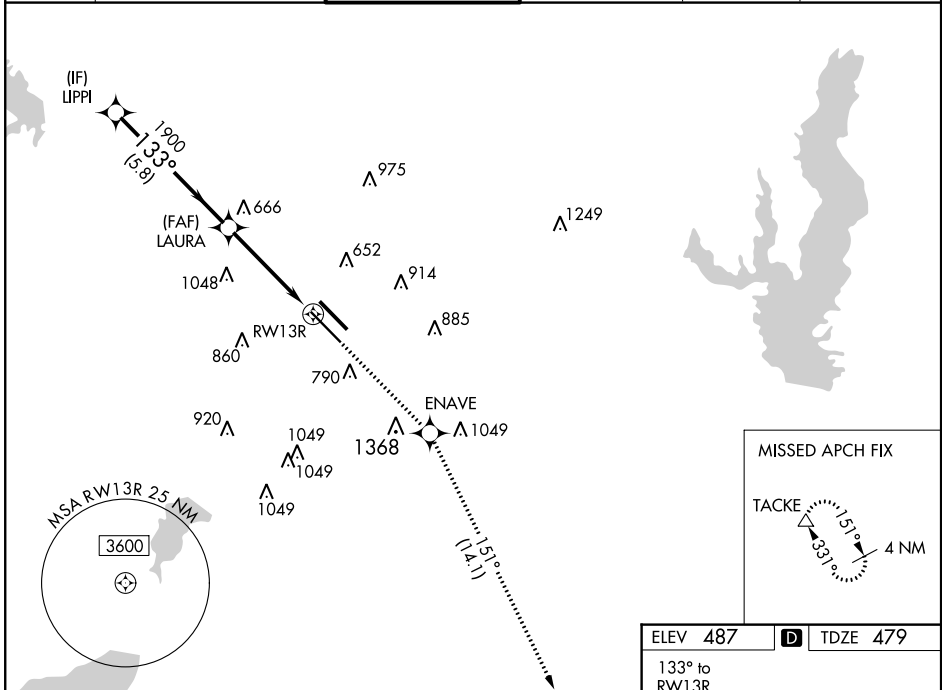 (IF)
LIPPI
1900
133°
(5.8)
975
666
(FAF)
LAURA
1249
652
1048
914
RW13R
885
860
790
ENAVE
920
1049
1368
1049
1049
1049
MSA RW13R 25 NM
3600
151°
(14.1)
MISSED APCH FIX
TACKE
151°
331°
4 NM
ELEV 487
D
TDZE 479
133° to
RW13R